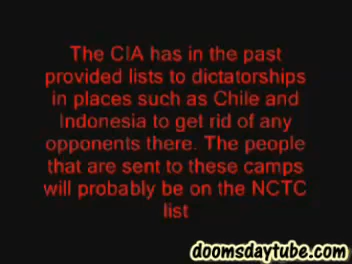 The CIA has in the past
provided lists to dictatorships
in places such as Chile and
Indonesia to get rid of any
opponents there. The people
that are sent to these camps
will probably be on the NCTC
list
doomsdaytube.com